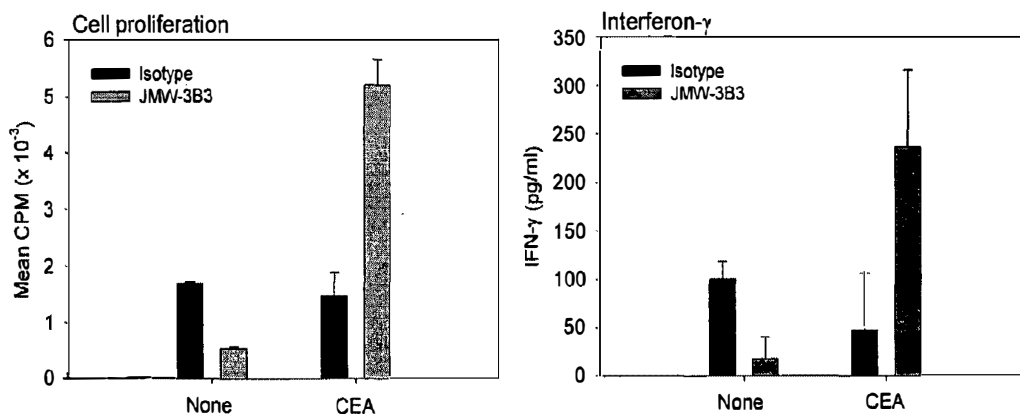 Cell proliferation
6
5
4
3
2
1
0
Mean CPM (x 10⁻³)
Isotype
JMW-3B3
None
CEA
Interferon-γ
350
300
250
200
150
100
50
0
IFN-γ (pg/ml)
Isotype
JMW-3B3
None
CEA